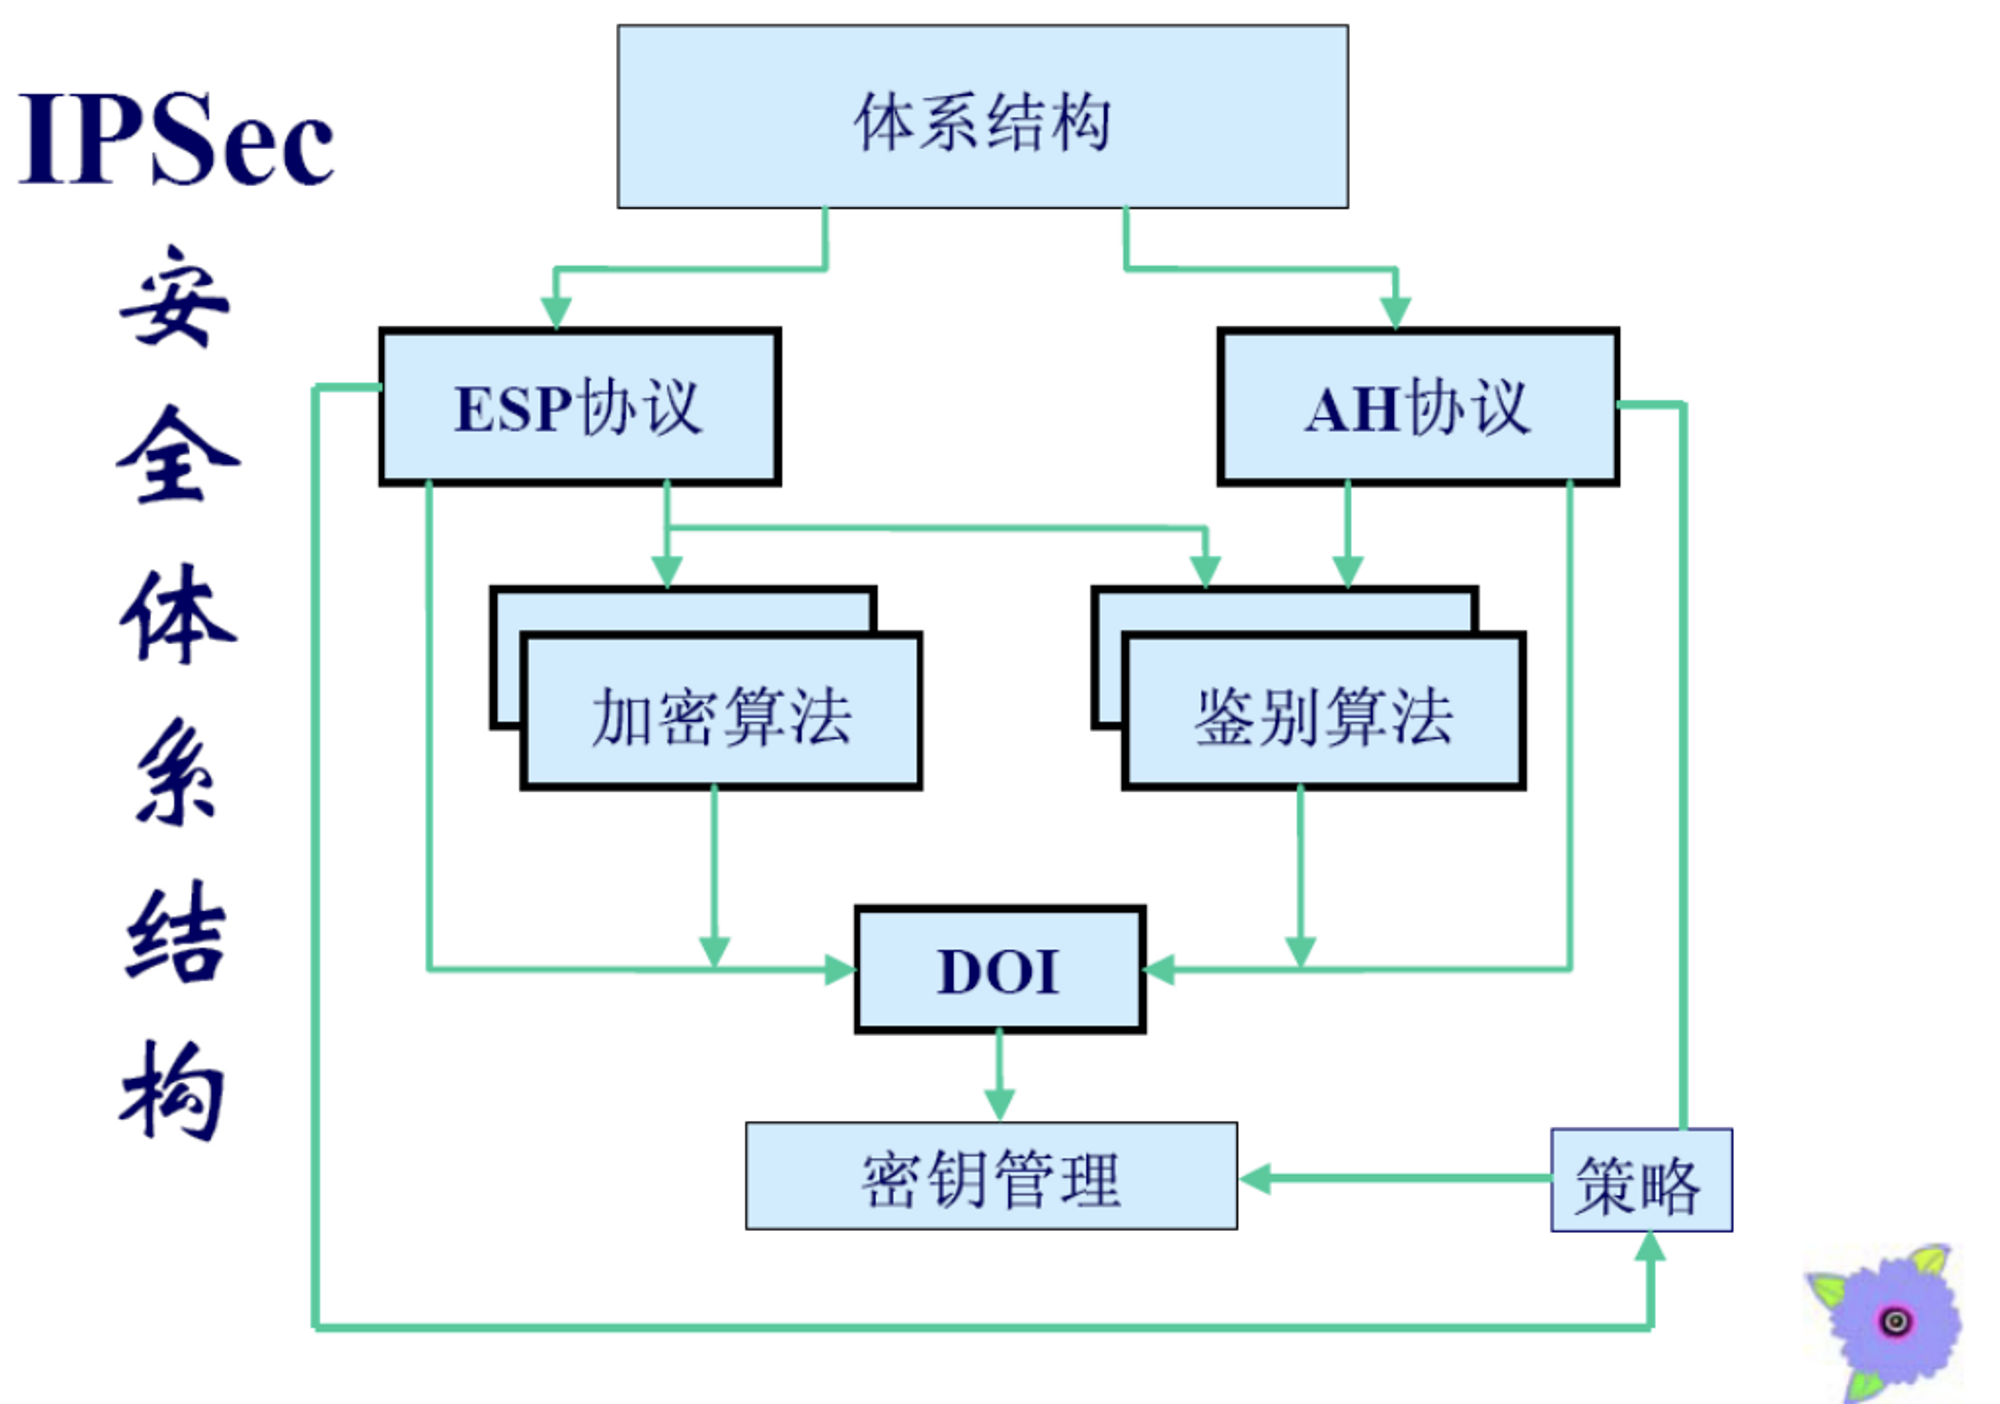 IPSec
安
全
体
系
结
构
体系结构
ESP协议
AH协议
加密算法
鉴别算法
DOI
密钥管理
策略